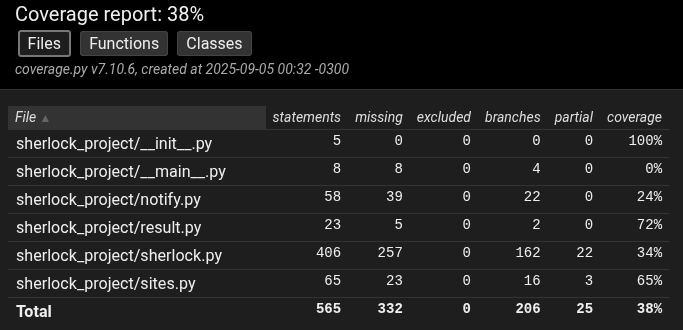 Coverage report: 38%
Files Functions Classes
coverage.py v7.10.6, created at 2025-09-05 00:32 -0300
File ▲ statements missing excluded branches partial coverage
sherlock_project/__init__.py 5 0 0 0 0 100%
sherlock_project/__main__.py 8 8 0 4 0 0%
sherlock_project/notify.py 58 39 0 22 0 24%
sherlock_project/result.py 23 5 0 2 0 72%
sherlock_project/sherlock.py 406 257 0 162 22 34%
sherlock_project/sites.py 65 23 0 16 3 65%
Total 565 332 0 206 25 38%